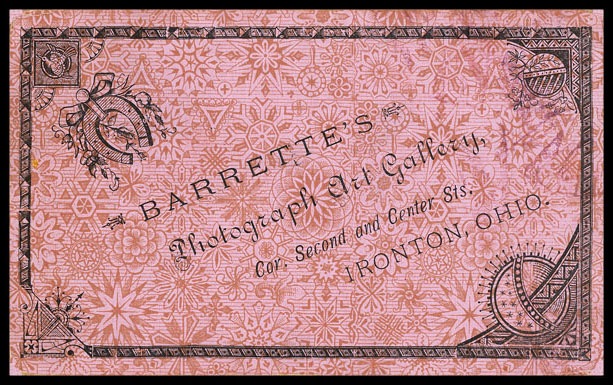 BARRETTE'S
Photograph Art Gallery,
Cor. Second and Center Sts.
IRONTON, OHIO.